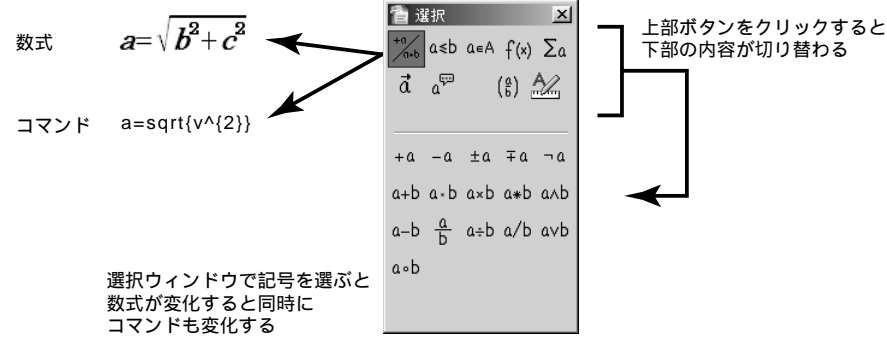 数式
a=√b²+c²
コマンド
a=sqrt{v^{2}}
選択
+a/a+b a≤b a∊A f(x) Σa
a⃗ a (a/b) A
+a −a ±a ∓a ¬a
a+b a·b a×b a∗b a∧b
a−b a/b a÷b a/b a∨b
a∘b
上部ボタンをクリックすると
下部の内容が切り替わる
選択ウィンドウで記号を選ぶと
数式が変化すると同時に
コマンドも変化する